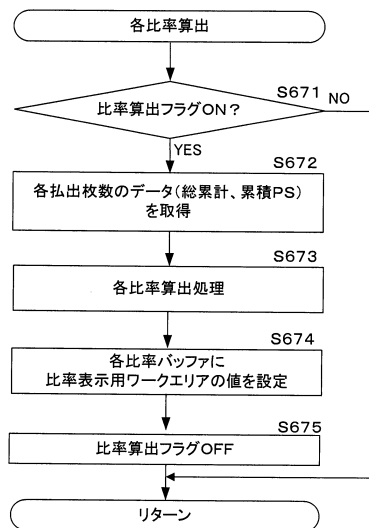 各比率算出
S671
比率算出フラグON？
NO
YES
S672
各払出枚数のデータ（総累計、累積PS）
を取得
S673
各比率算出処理
S674
各比率バッファに
比率表示用ワークエリアの値を設定
S675
比率算出フラグOFF
リターン